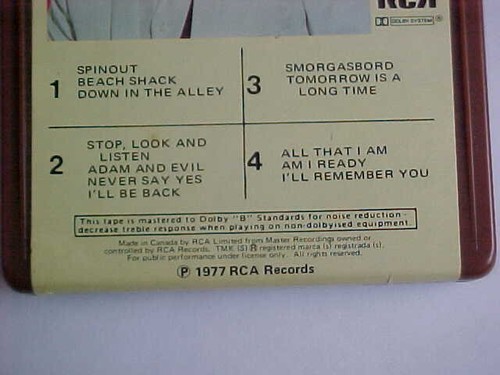 RCA
DOLBY SYSTEM ®
1
SPINOUT
BEACH SHACK
DOWN IN THE ALLEY
3
SMORGASBORD
TOMORROW IS A
LONG TIME
2
STOP, LOOK AND
LISTEN
ADAM AND EVIL
NEVER SAY YES
I'LL BE BACK
4
ALL THAT I AM
AM I READY
I'LL REMEMBER YOU
This tape is mastered to Dolby "B" Standards for noise reduction -
decrease treble response when playing on non-dolbyised equipment.
Made in Canada by RCA Limited from Master Recordings owned or
controlled by RCA Records. TMK (S) ® registered marca (s) registrada (s).
For public performance under license only. All rights reserved.
℗ 1977 RCA Records